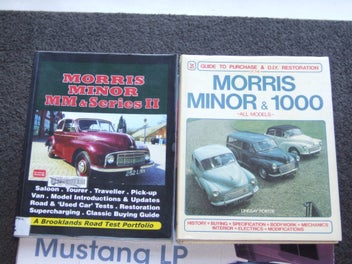 MORRIS
MINOR
MM & Series II
Saloon . Tourer . Traveller . Pick-up
Van . Model Introductions & Updates
Road & 'Used Car' Tests . Restoration
Supercharging . Classic Buying Guide
A Brooklands Road Test Portfolio
GUIDE TO PURCHASE & D.I.Y. RESTORATION
MORRIS
MINOR & 1000
-ALL MODELS-
LINDSAY PORTER
HISTORY • BUYING • SPECIFICATION • BODYWORK • MECHANICS
INTERIOR • ELECTRICS • MODIFICATIONS
Mustang LP